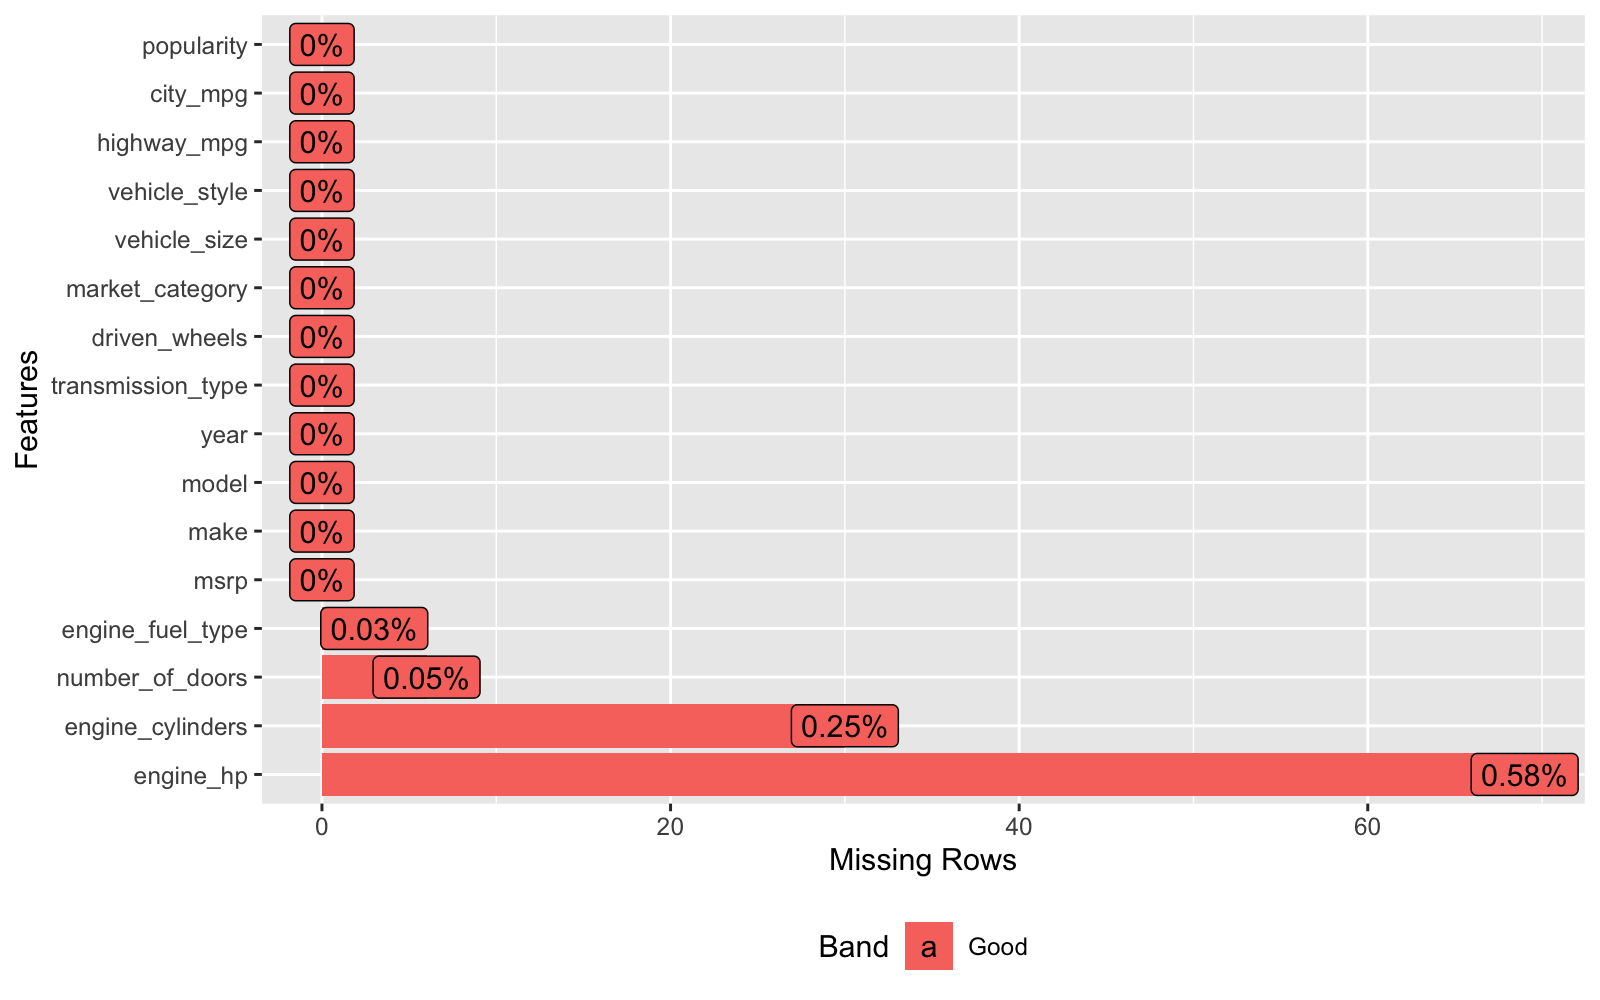 popularity 0%
city_mpg 0%
highway_mpg 0%
vehicle_style 0%
vehicle_size 0%
market_category 0%
driven_wheels 0%
transmission_type 0%
year 0%
model 0%
make 0%
msrp 0%
engine_fuel_type 0.03%
number_of_doors 0.05%
engine_cylinders 0.25%
engine_hp 0.58%
Features
0 20 40 60
Missing Rows
Band a Good